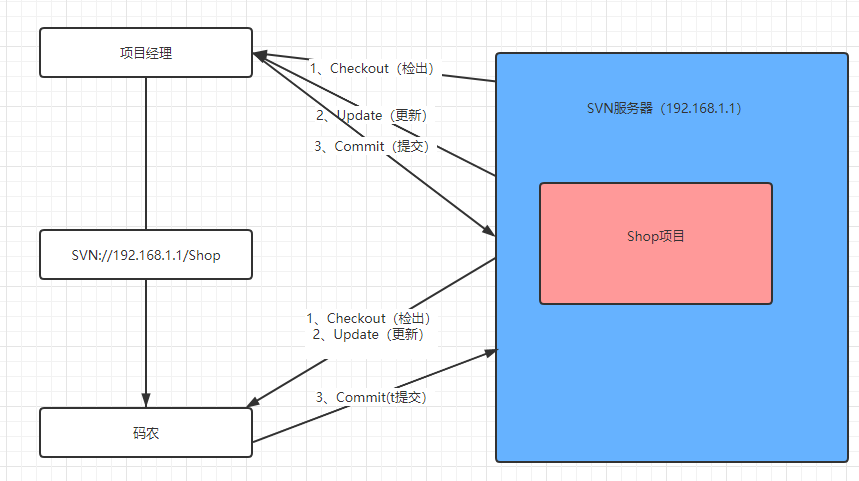 项目经理
1、Checkout（检出）
SVN服务器（192.168.1.1）
2、Update（更新）
3、Commit（提交）
Shop项目
SVN://192.168.1.1/Shop
1、Checkout（检出）
2、Update（更新）
3、Commit(t提交）
码农